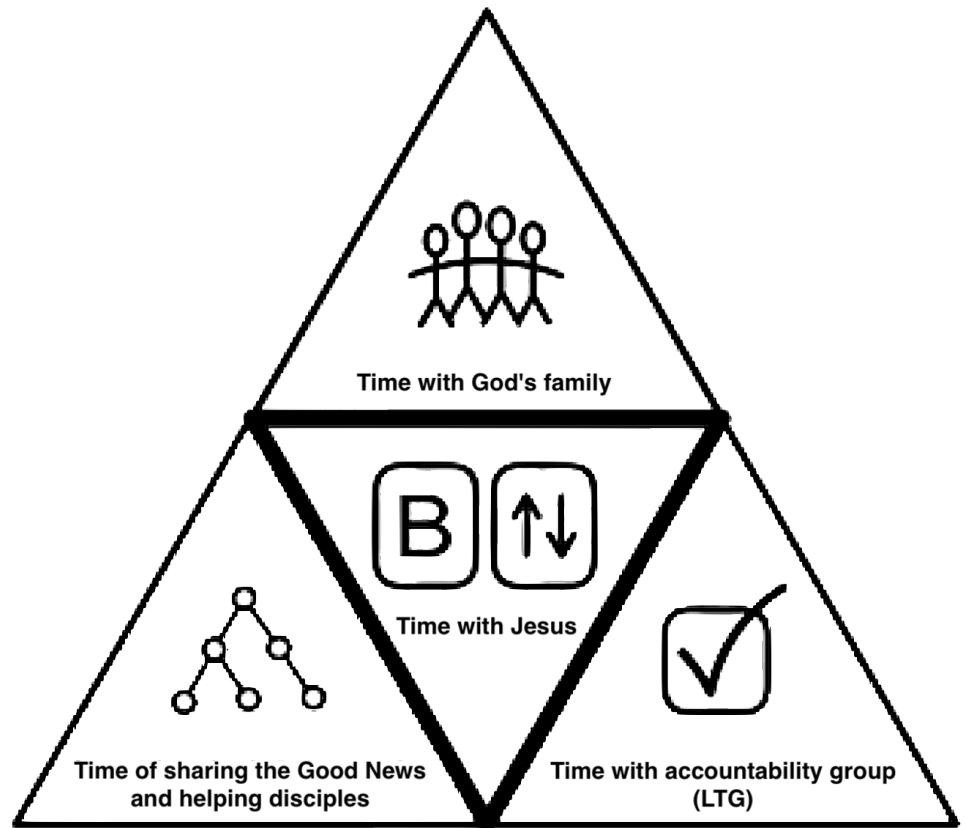 Time with God's family
B
Time with Jesus
Time of sharing the Good News
and helping disciples
Time with accountability group
(LTG)